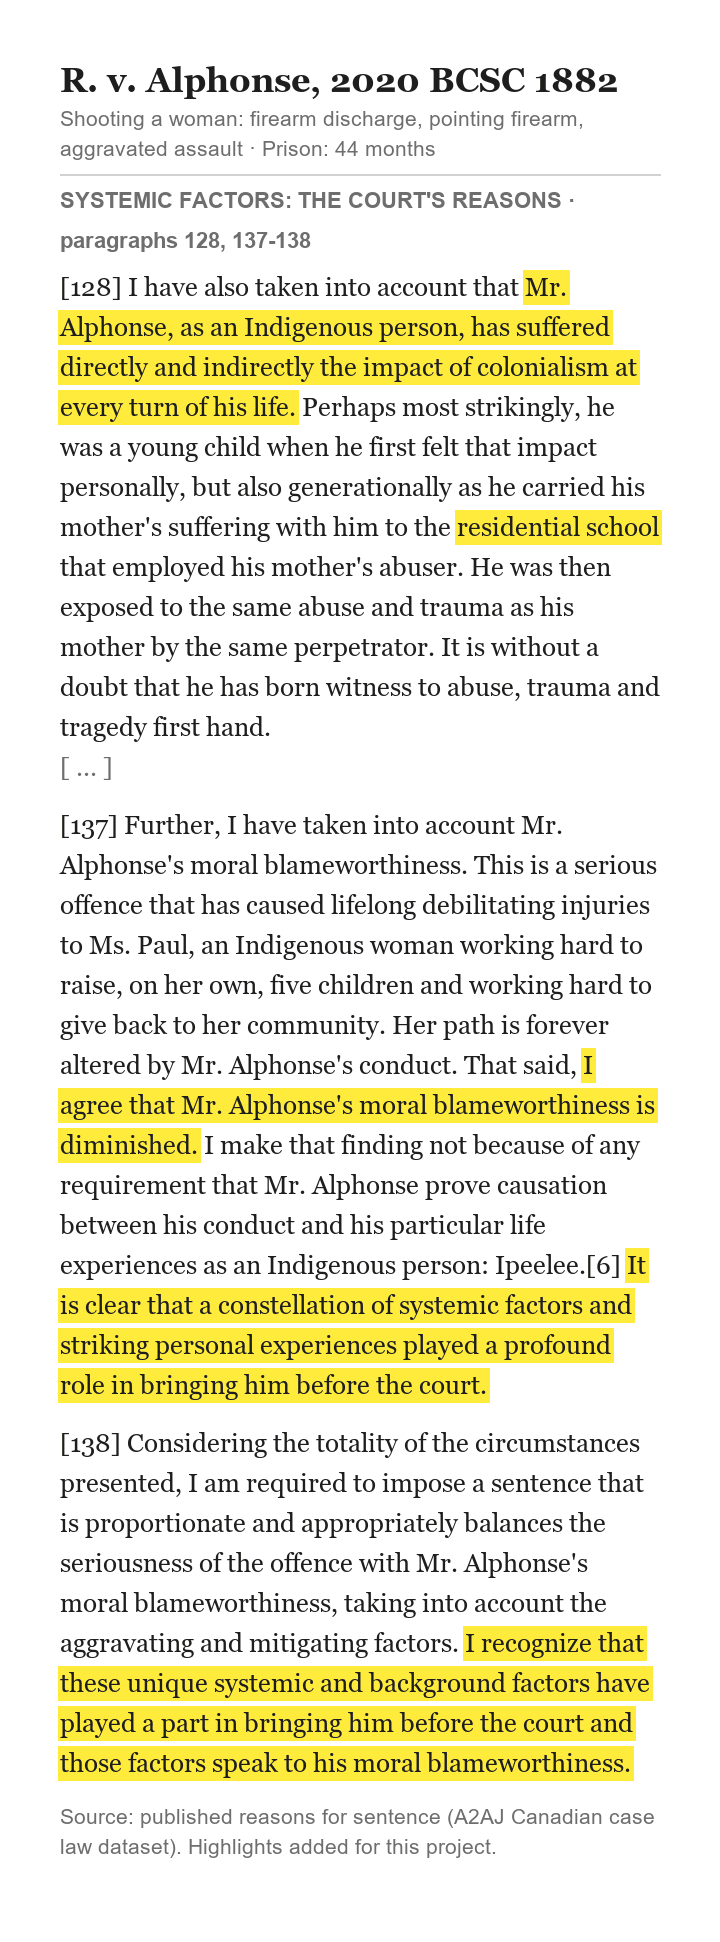 R. v. Alphonse, 2020 BCSC 1882
Shooting a woman: firearm discharge, pointing firearm,
aggravated assault · Prison: 44 months
SYSTEMIC FACTORS: THE COURT'S REASONS ·
paragraphs 128, 137-138
[128] I have also taken into account that Mr.
Alphonse, as an Indigenous person, has suffered
directly and indirectly the impact of colonialism at
every turn of his life. Perhaps most strikingly, he
was a young child when he first felt that impact
personally, but also generationally as he carried his
mother's suffering with him to the residential school
that employed his mother's abuser. He was then
exposed to the same abuse and trauma as his
mother by the same perpetrator. It is without a
doubt that he has born witness to abuse, trauma and
tragedy first hand.
[ ... ]
[137] Further, I have taken into account Mr.
Alphonse's moral blameworthiness. This is a serious
offence that has caused lifelong debilitating injuries
to Ms. Paul, an Indigenous woman working hard to
raise, on her own, five children and working hard to
give back to her community. Her path is forever
altered by Mr. Alphonse's conduct. That said, I
agree that Mr. Alphonse's moral blameworthiness is
diminished. I make that finding not because of any
requirement that Mr. Alphonse prove causation
between his conduct and his particular life
experiences as an Indigenous person: Ipeelee.[6] It
is clear that a constellation of systemic factors and
striking personal experiences played a profound
role in bringing him before the court.
[138] Considering the totality of the circumstances
presented, I am required to impose a sentence that
is proportionate and appropriately balances the
seriousness of the offence with Mr. Alphonse's
moral blameworthiness, taking into account the
aggravating and mitigating factors. I recognize that
these unique systemic and background factors have
played a part in bringing him before the court and
those factors speak to his moral blameworthiness.
Source: published reasons for sentence (A2AJ Canadian case
law dataset). Highlights added for this project.